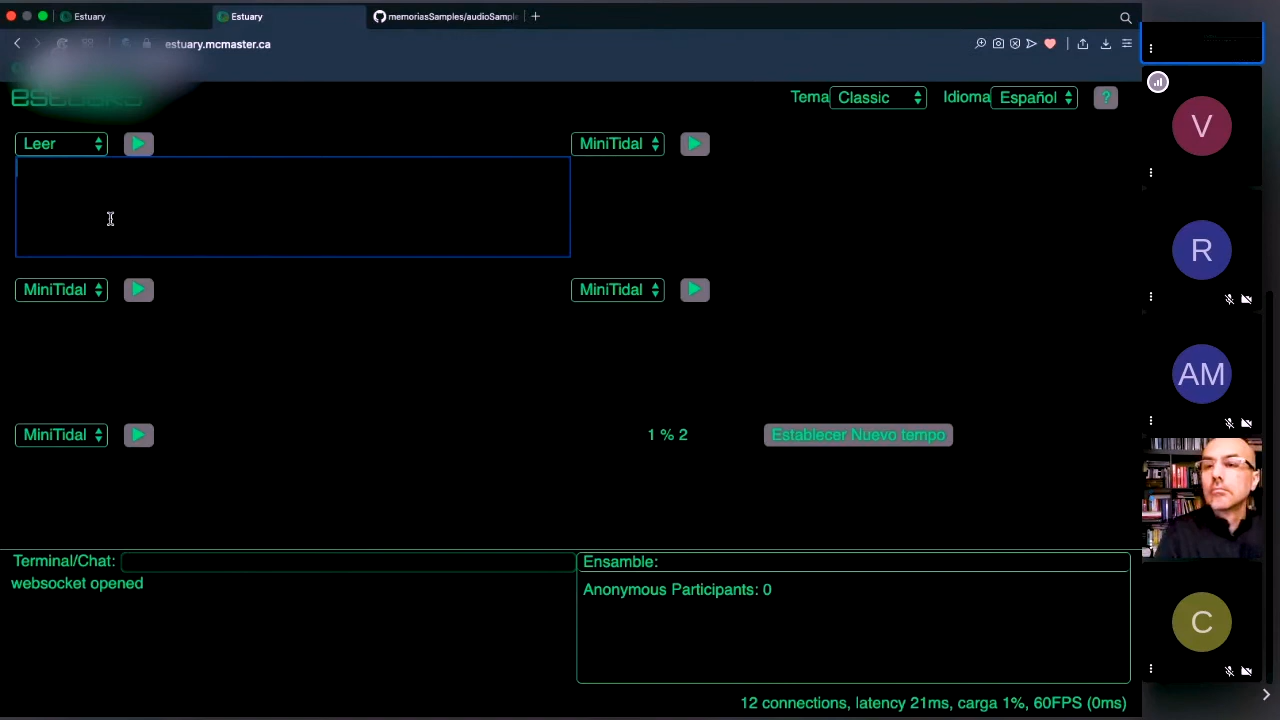 Estuary
Estuary
memoriasSamples/audioSampl
estuary.mcmaster.ca
Tema Classic
Idioma Español
?
Leer
MiniTidal
MiniTidal
MiniTidal
MiniTidal
1 % 2
Establecer Nuevo tempo
Terminal/Chat:
websocket opened
Ensamble:
Anonymous Participants: 0
12 connections, latency 21ms, carga 1%, 60FPS (0ms)
V
R
AM
C